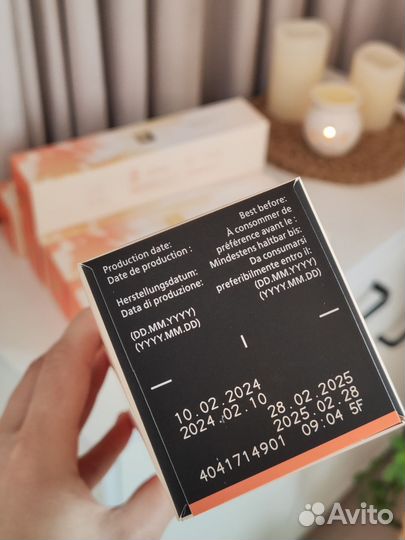 Production date:
Date de production :
Herstellungsdatum:
Data di produzione:
(DD.MM.YYYY)
(YYYY.MM.DD)
Best before:
À consommer de
préférence avant le :
Mindestens haltbar bis:
Da consumarsi
preferibilmente entro il:
(DD.MM.YYYY)
(YYYY.MM.DD)
10.02.2024
2024.02.10
28.02.2025
2025.02.28
4041714901 09:04 5F
Avito